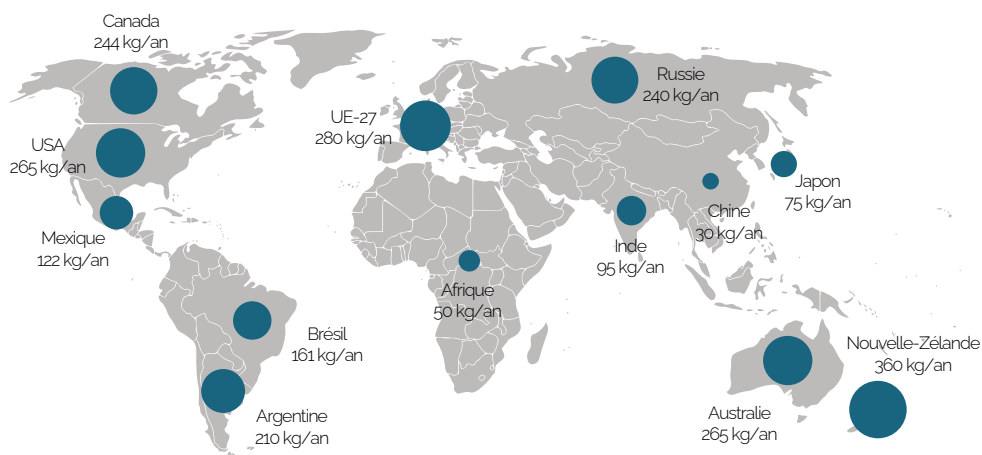 Canada
244 kg/an
USA
265 kg/an
Mexique
122 kg/an
Brésil
161 kg/an
Argentine
210 kg/an
UE-27
280 kg/an
Afrique
50 kg/an
Russie
240 kg/an
Japon
75 kg/an
Chine
30 kg/an
Inde
95 kg/an
Nouvelle-Zélande
360 kg/an
Australie
265 kg/an